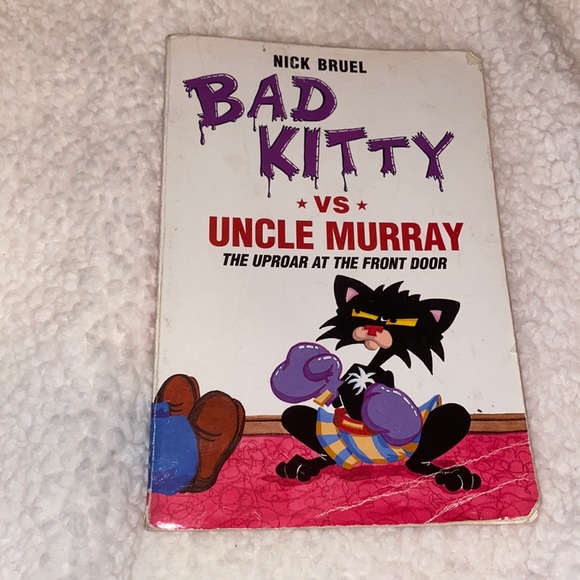 NICK BRUEL
BAD
KITTY
★ VS ★
UNCLE MURRAY
THE UPROAR AT THE FRONT DOOR